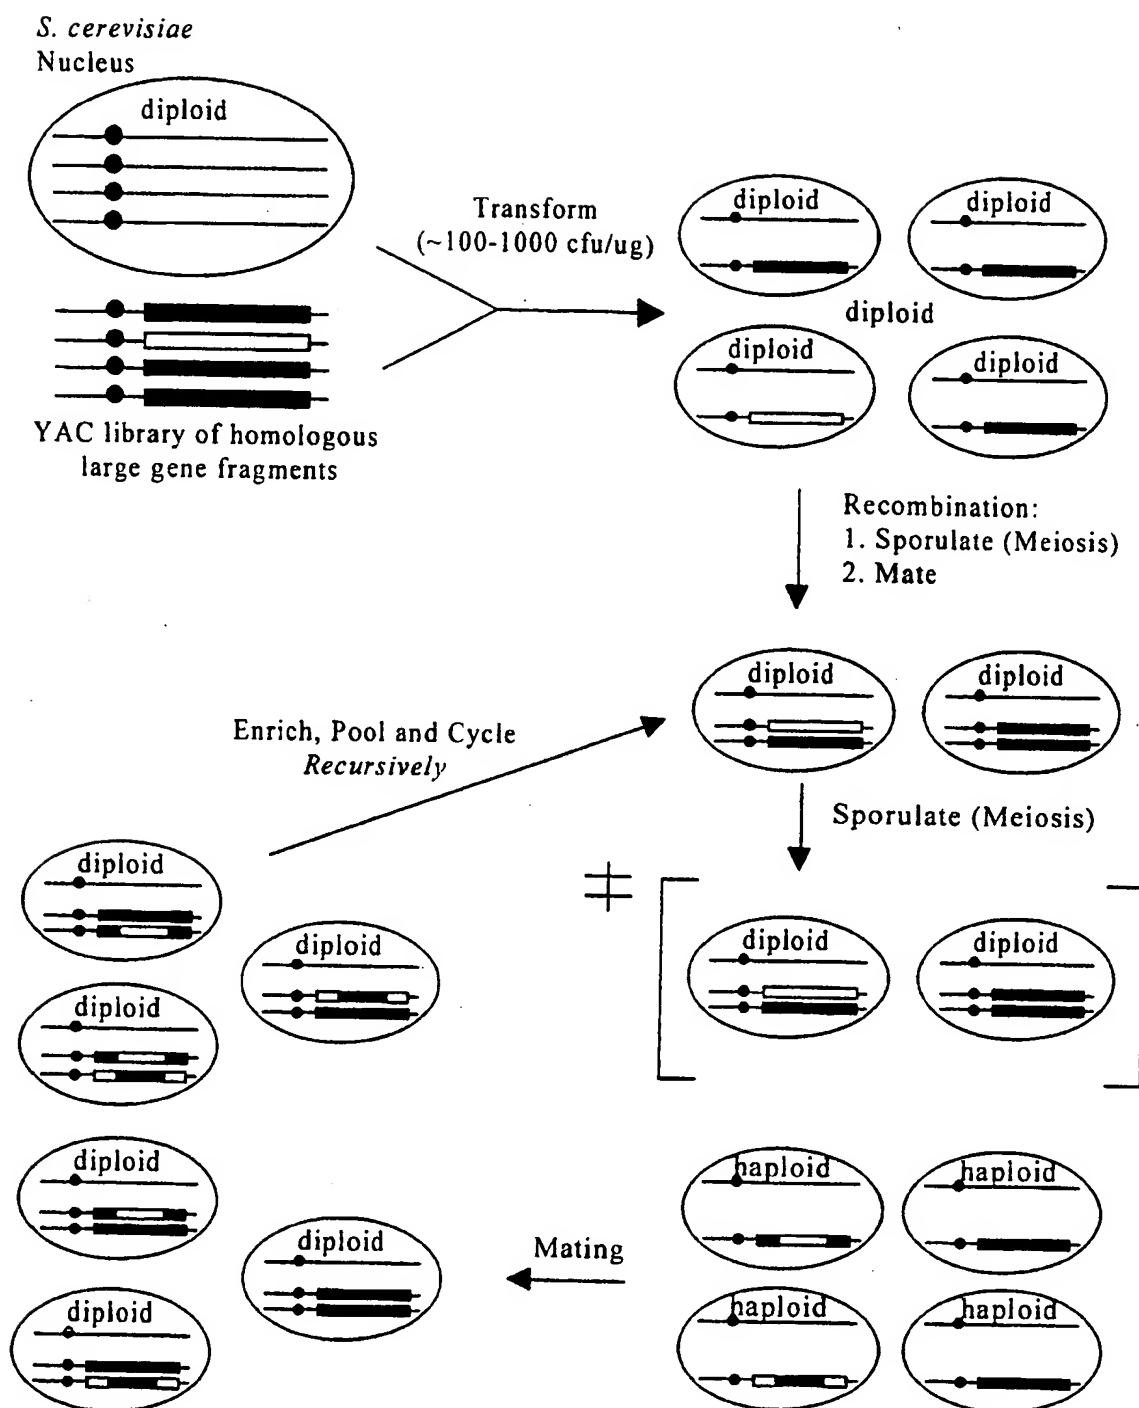 S. cerevisiae
Nucleus
diploid
YAC library of homologous
large gene fragments
Transform
(~100-1000 cfu/ug)
diploid
diploid
diploid
diploid
diploid
Recombination:
1. Sporulate (Meiosis)
2. Mate
diploid
diploid
Enrich, Pool and Cycle
Recursively
Sporulate (Meiosis)
diploid
diploid
diploid
diploid
diploid
diploid
diploid
diploid
haploid
haploid
haploid
haploid
Mating